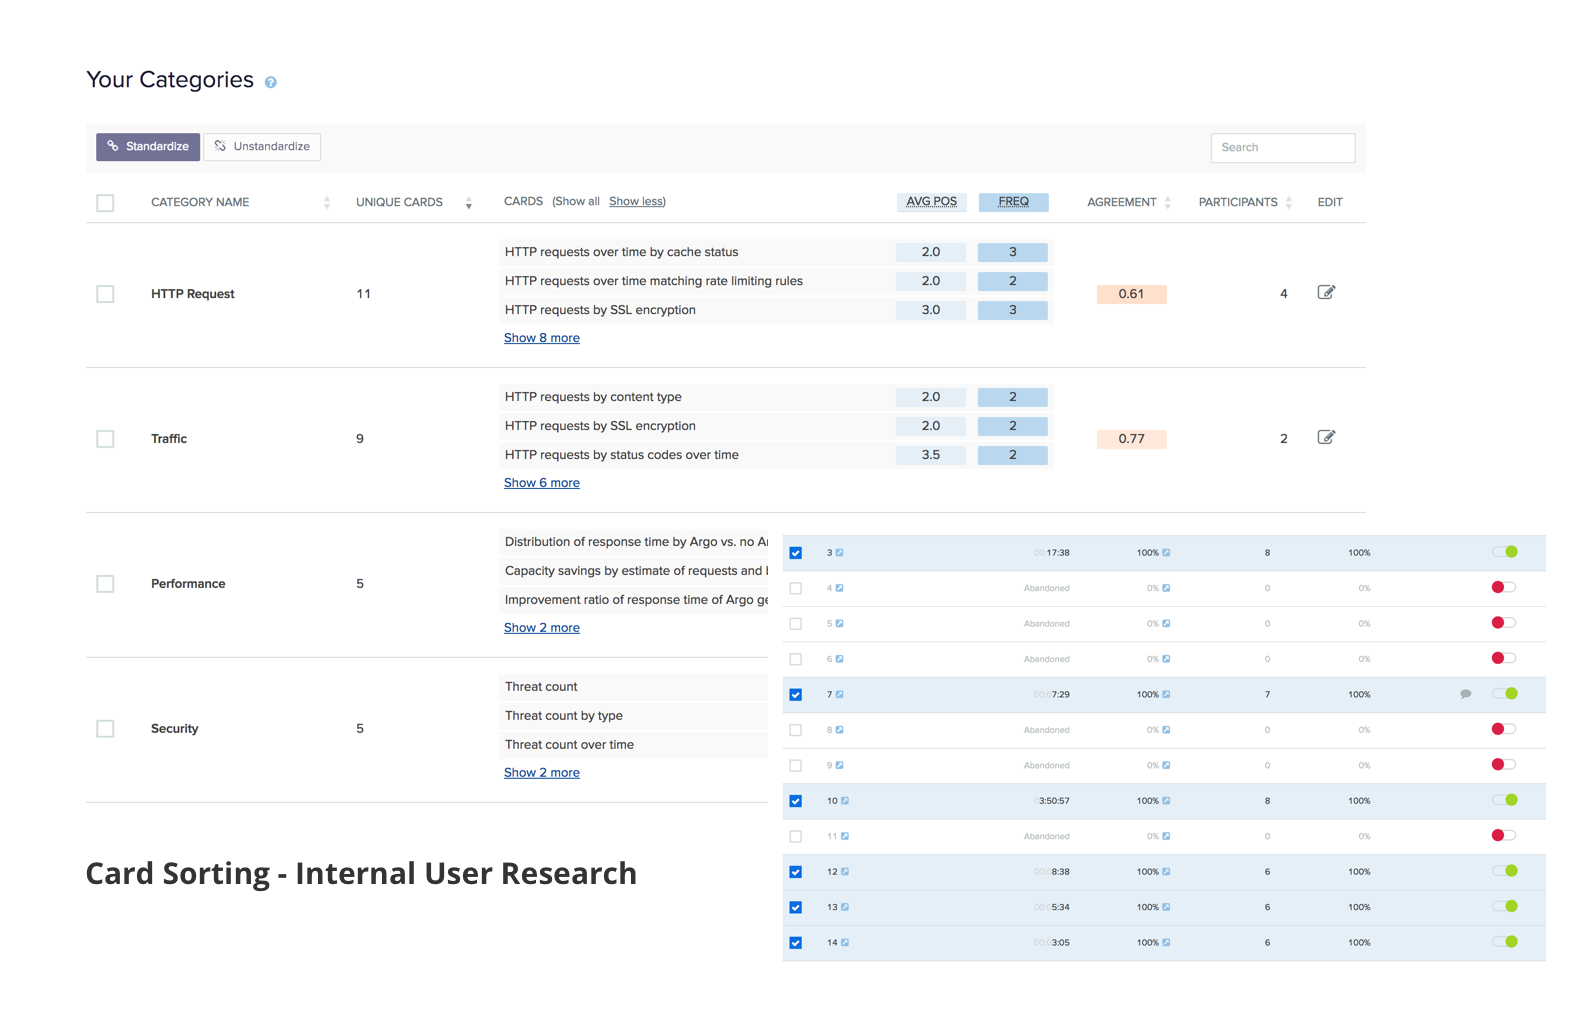 Your Categories ?
Standardize Unstandardize Search
CATEGORY NAME UNIQUE CARDS CARDS (Show all Show less) AVG POS FREQ AGREEMENT PARTICIPANTS EDIT
HTTP requests over time by cache status 2.0 3
HTTP requests over time matching rate limiting rules 2.0 2
HTTP Request 11 0.61 4
HTTP requests by SSL encryption 3.0 3
Show 8 more
HTTP requests by content type 2.0 2
HTTP requests by SSL encryption 2.0 2
Traffic 9 0.77 2
HTTP requests by status codes over time 3.5 2
Show 6 more
Distribution of response time by Argo vs. no
Capacity savings by estimate of requests and
Performance 5
Improvement ratio of response time of Argo
Show 2 more
Threat count
Threat count by type
Security 5
Threat count over time
Show 2 more
3 00:17:38 100% 8 100%
4 Abandoned 0% 0 0%
5 Abandoned 0% 0 0%
6 Abandoned 0% 0 0%
7 00:07:29 100% 7 100%
8 Abandoned 0% 0 0%
9 Abandoned 0% 0 0%
10 03:50:57 100% 8 100%
11 Abandoned 0% 0 0%
12 00:08:38 100% 6 100%
13 00:05:34 100% 6 100%
14 00:03:05 100% 6 100%
Card Sorting - Internal User Research